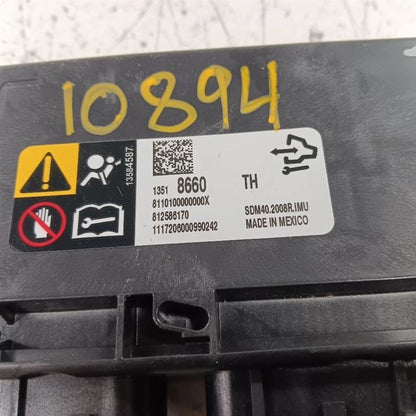 10894
13584587
1351 8660 TH
8110100000000X
812586170 SDM40.2008R.IMU
1117206000990242 MADE IN MEXICO